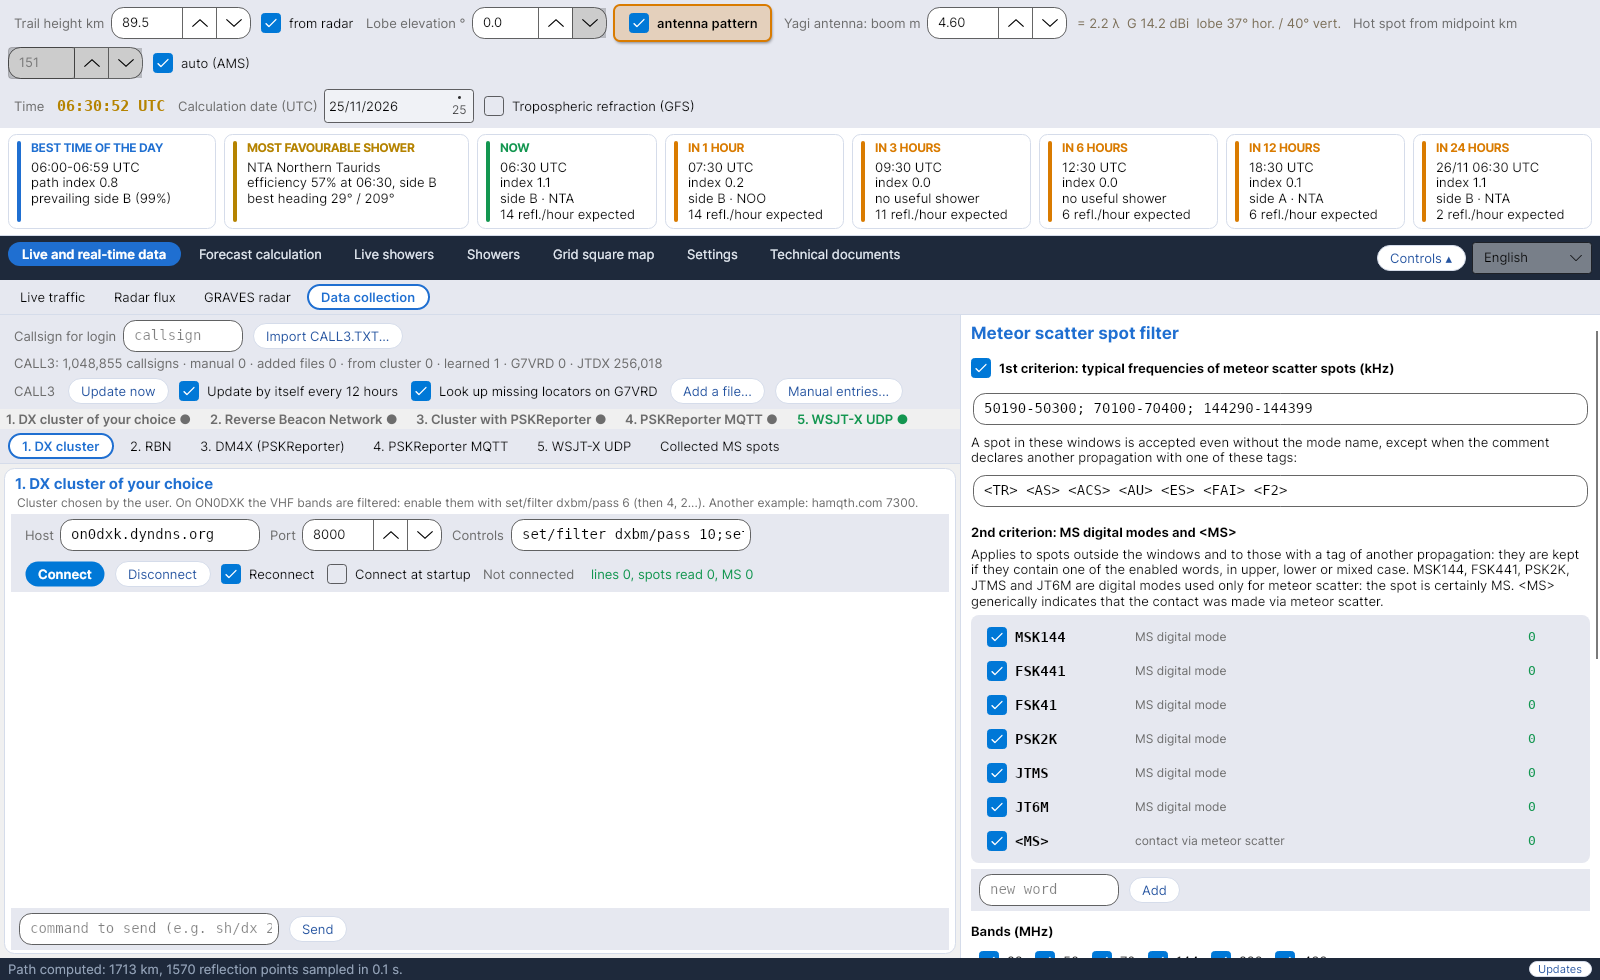 Trail height km 89.5 from radar Lobe elevation ° 0.0 antenna pattern Yagi antenna: boom m 4.60 = 2.2 λ G 14.2 dBi lobe 37° hor. / 40° vert. Hot spot from midpoint km
151 auto (AMS)
Time 06:30:52 UTC Calculation date (UTC) 25/11/2026 25 Tropospheric refraction (GFS)
BEST TIME OF THE DAY
06:00-06:59 UTC
path index 0.8
prevailing side B (99%)
MOST FAVOURABLE SHOWER
NTA Northern Taurids
efficiency 57% at 06:30, side B
best heading 29° / 209°
NOW
06:30 UTC
index 1.1
side B · NTA
14 refl./hour expected
IN 1 HOUR
07:30 UTC
index 0.2
side B · NOO
14 refl./hour expected
IN 3 HOURS
09:30 UTC
index 0.0
no useful shower
11 refl./hour expected
IN 6 HOURS
12:30 UTC
index 0.0
no useful shower
6 refl./hour expected
IN 12 HOURS
18:30 UTC
index 0.1
side A · NTA
6 refl./hour expected
IN 24 HOURS
26/11 06:30 UTC
index 1.1
side B · NTA
2 refl./hour expected
Live and real-time data Forecast calculation Live showers Showers Grid square map Settings Technical documents Controls ▴ English
Live traffic Radar flux GRAVES radar Data collection
Callsign for login callsign Import CALL3.TXT...
CALL3: 1,048,855 callsigns · manual 0 · added files 0 · from cluster 0 · learned 1 · G7VRD 0 · JTDX 256,018
CALL3 Update now Update by itself every 12 hours Look up missing locators on G7VRD Add a file... Manual entries...
1. DX cluster of your choice ● 2. Reverse Beacon Network ● 3. Cluster with PSKReporter ● 4. PSKReporter MQTT ● 5. WSJT-X UDP ●
1. DX cluster 2. RBN 3. DM4X (PSKReporter) 4. PSKReporter MQTT 5. WSJT-X UDP Collected MS spots
1. DX cluster of your choice
Cluster chosen by the user. On ON0DXK the VHF bands are filtered: enable them with set/filter dxbm/pass 6 (then 4, 2...). Another example: hamqth.com 7300.
Host on0dxk.dyndns.org Port 8000 Controls set/filter dxbm/pass 10;se
Connect Disconnect Reconnect Connect at startup Not connected lines 0, spots read 0, MS 0
command to send (e.g. sh/dx 2
Send
Meteor scatter spot filter
1st criterion: typical frequencies of meteor scatter spots (kHz)
50190-50300; 70100-70400; 144290-144399
A spot in these windows is accepted even without the mode name, except when the comment
declares another propagation with one of these tags:
<TR> <AS> <ACS> <AU> <ES> <FAI> <F2>
2nd criterion: MS digital modes and <MS>
Applies to spots outside the windows and to those with a tag of another propagation: they are kept
if they contain one of the enabled words, in upper, lower or mixed case. MSK144, FSK441, PSK2K,
JTMS and JT6M are digital modes used only for meteor scatter: the spot is certainly MS. <MS>
generically indicates that the contact was made via meteor scatter.
MSK144 MS digital mode 0
FSK441 MS digital mode 0
FSK41 MS digital mode 0
PSK2K MS digital mode 0
JTMS MS digital mode 0
JT6M MS digital mode 0
<MS> contact via meteor scatter 0
new word Add
Bands (MHz)
Path computed: 1713 km, 1570 reflection points sampled in 0.1 s. Updates